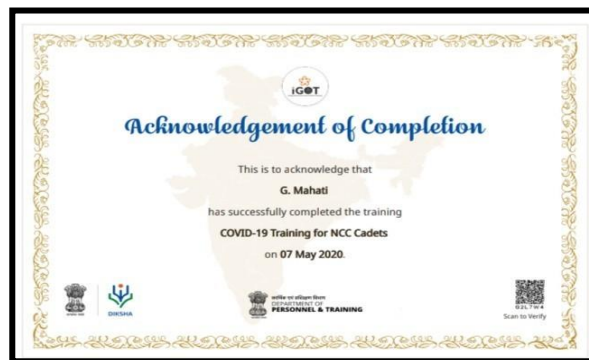 iGOT
Acknowledgement of Completion
This is to acknowledge that
G. Mahati
has successfully completed the training
COVID-19 Training for NCC Cadets
on 07 May 2020.
DIKSHA
DEPARTMENT OF
PERSONNEL & TRAINING
Scan to Verify